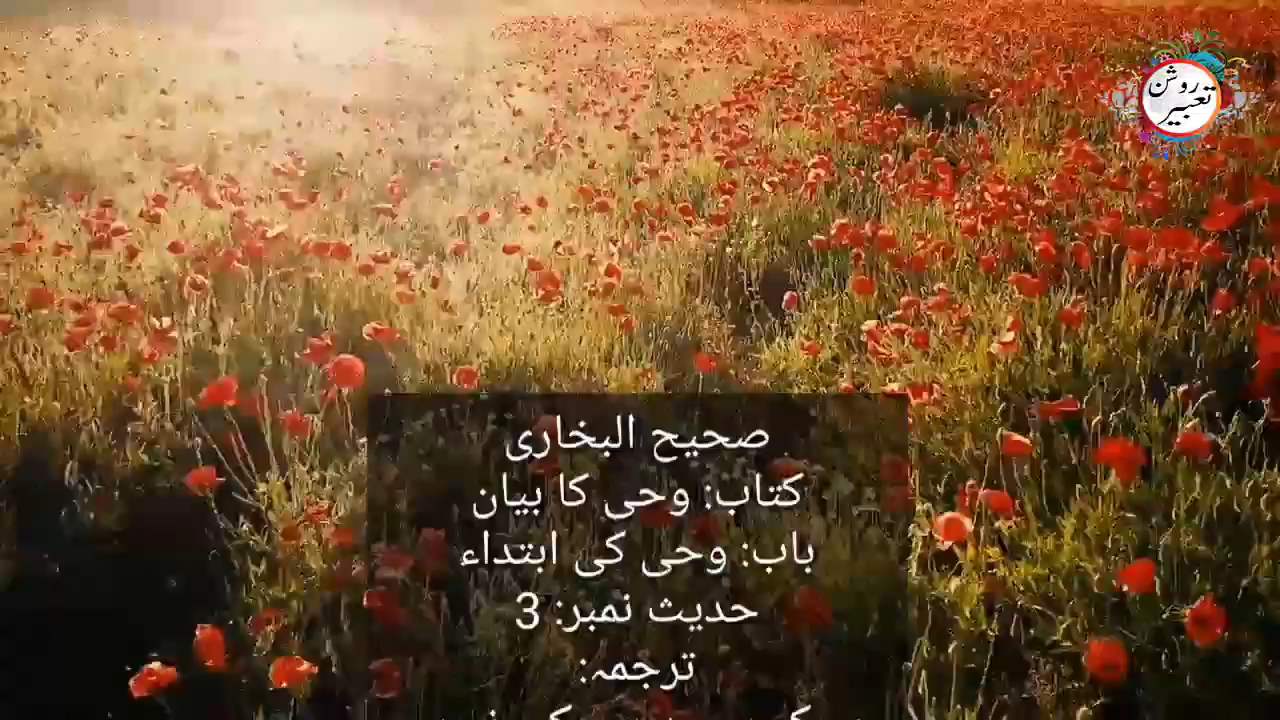 روشن
تعبیر
صحیح البخاری
کتاب: وحی کا بیان
باب: وحی کی ابتداء
حدیث نمبر: 3
ترجمہ: